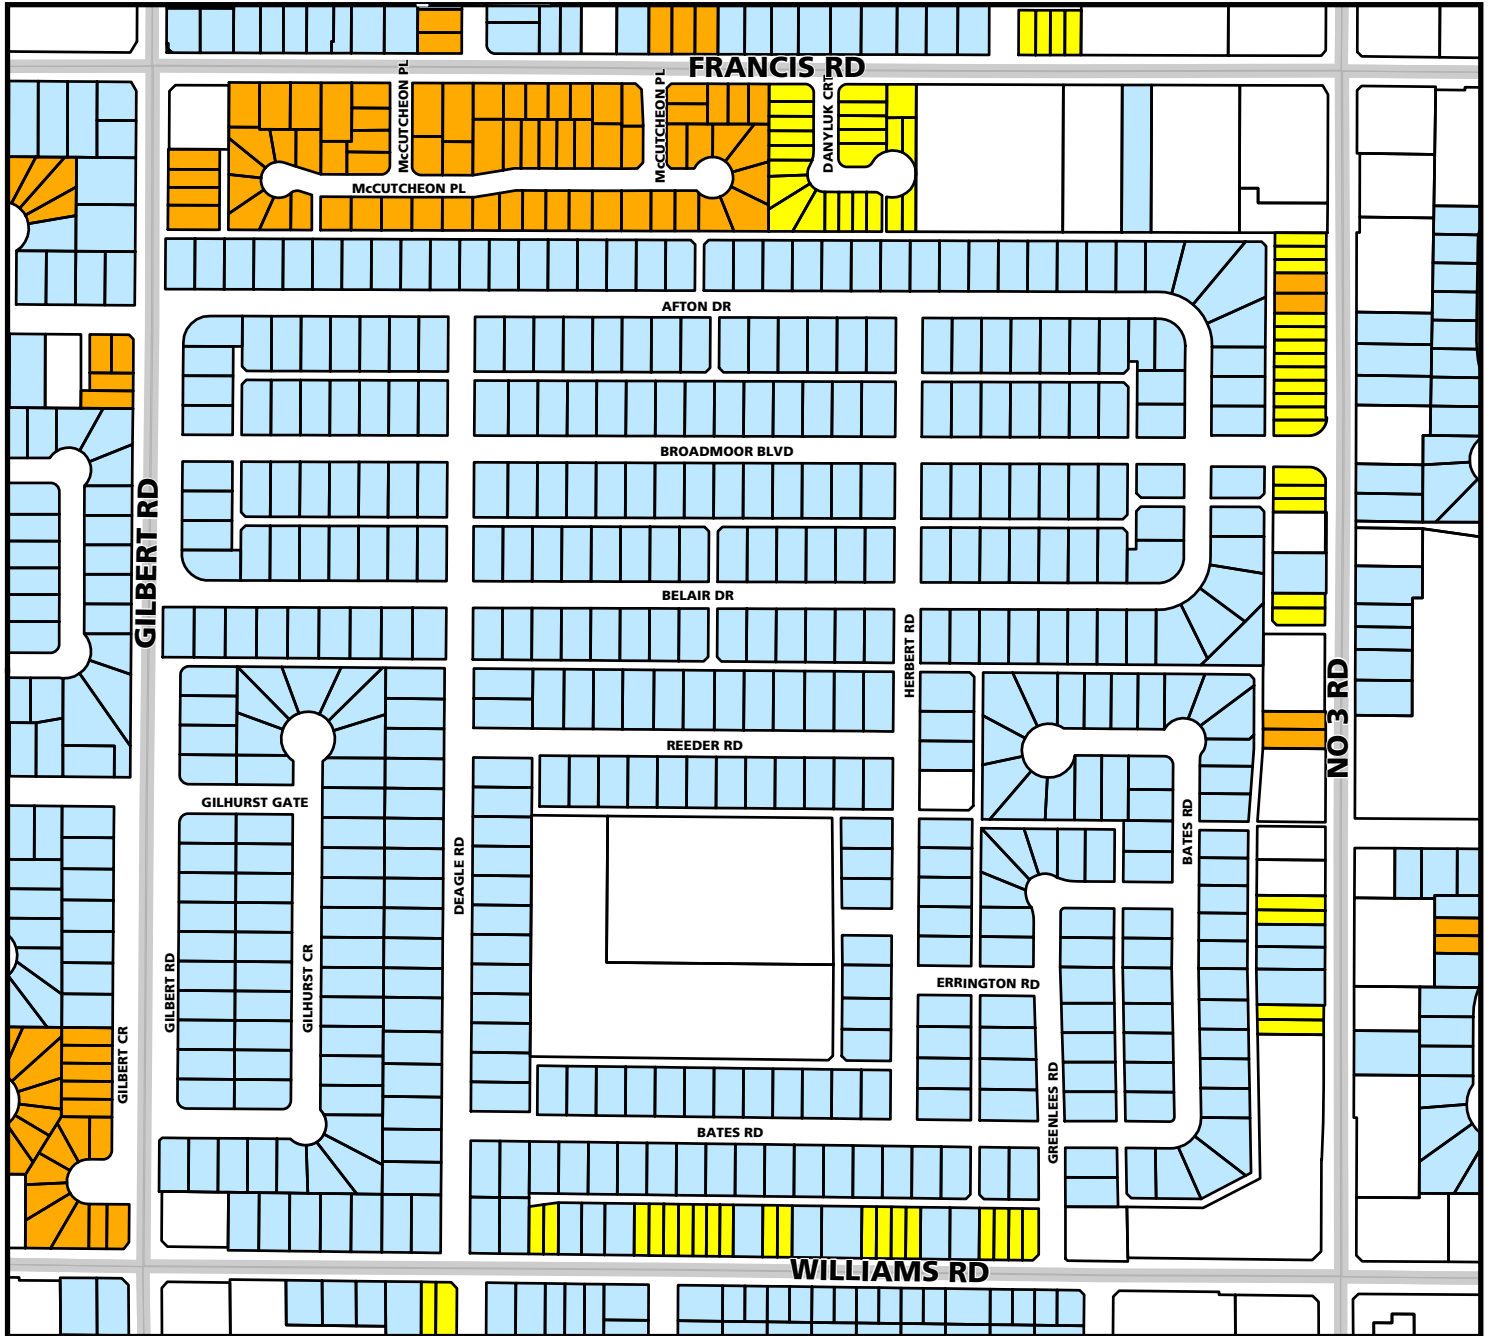 FRANCIS RD
McCUTCHEON PL
McCUTCHEON PL
DANYLUK CRT
McCUTCHEON PL
AFTON DR
BROADMOOR BLVD
GILBERT RD
BELAIR DR
HERBERT RD
NO 3 RD
REEDER RD
GILHURST GATE
BATES RD
DEAGLE RD
GILBERT RD
GILHURST CR
ERRINGTON RD
GILBERT CR
GREENLEES RD
BATES RD
WILLIAMS RD